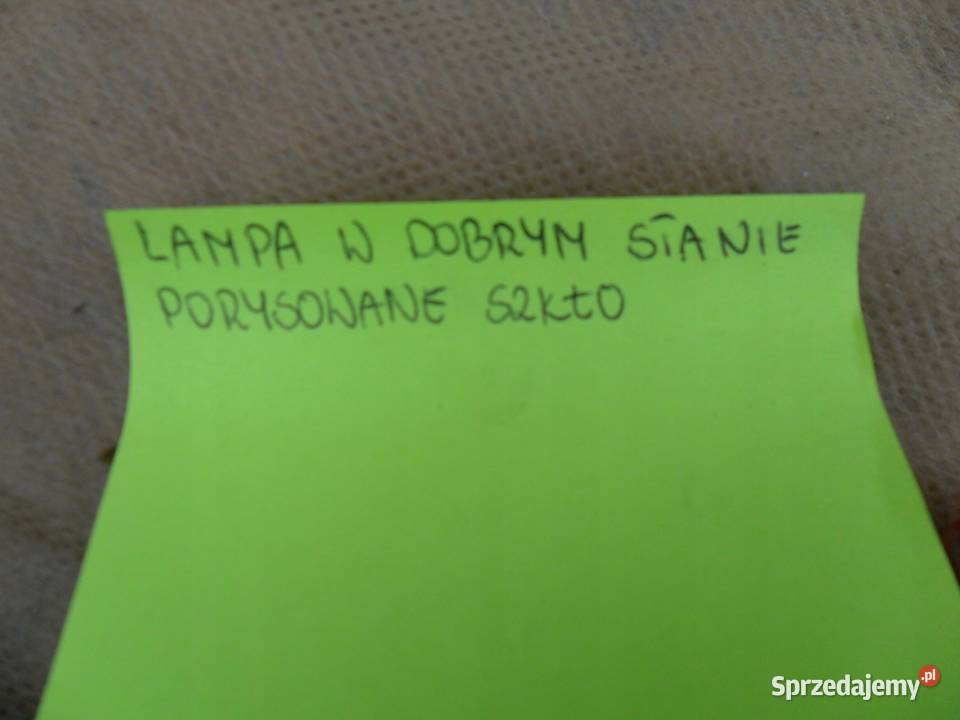 LAMPA W DOBRYM STANIE
PORYSOWANE SZKŁO
Sprzedajemy.pl